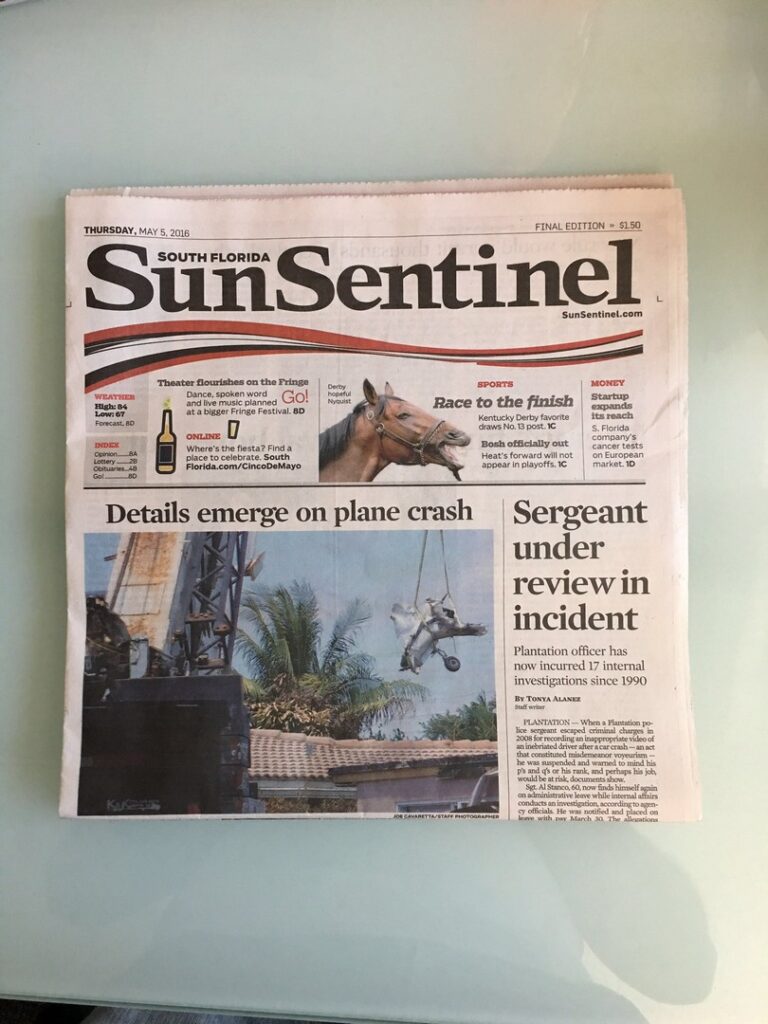 THURSDAY, MAY 5, 2016
FINAL EDITION » $1.50
SOUTH FLORIDA
SunSentinel
SunSentinel.com
WEATHER
High: 84
Low: 67
Forecast, 8D
INDEX
Opinion........8A
Lottery........2B
Obituaries...4B
Go!..........8D
Theater flourishes on the Fringe
Dance, spoken word
and live music planned
at a bigger Fringe Festival. 8D
Go!
ONLINE
Where's the fiesta? Find a
place to celebrate. South
Florida.com/CincoDeMayo
Derby
hopeful
Nyquist
SPORTS
Race to the finish
Kentucky Derby favorite
draws No. 13 post. 1C
Bosh officially out
Heat's forward will not
appear in playoffs. 1C
MONEY
Startup
expands
its reach
S. Florida
company's
cancer tests
on European
market. 1D
Details emerge on plane crash
JOE CAVARETTA/STAFF PHOTOGRAPHER
Sergeant
under
review in
incident
Plantation officer has
now incurred 17 internal
investigations since 1990
BY TONYA ALANEZ
Staff writer
PLANTATION — When a Plantation po-
lice sergeant escaped criminal charges in
2008 for recording an inappropriate video of
an inebriated driver after a car crash — an act
that constituted misdemeanor voyeurism —
he was suspended and warned to mind his
p's and q's or his rank, and perhaps his job,
would be at risk, documents show.
Sgt. Al Stanco, 60, now finds himself again
on administrative leave while internal affairs
conducts an investigation, according to agen-
cy officials. He was notified and placed on
leave with pay March 30. The allegations